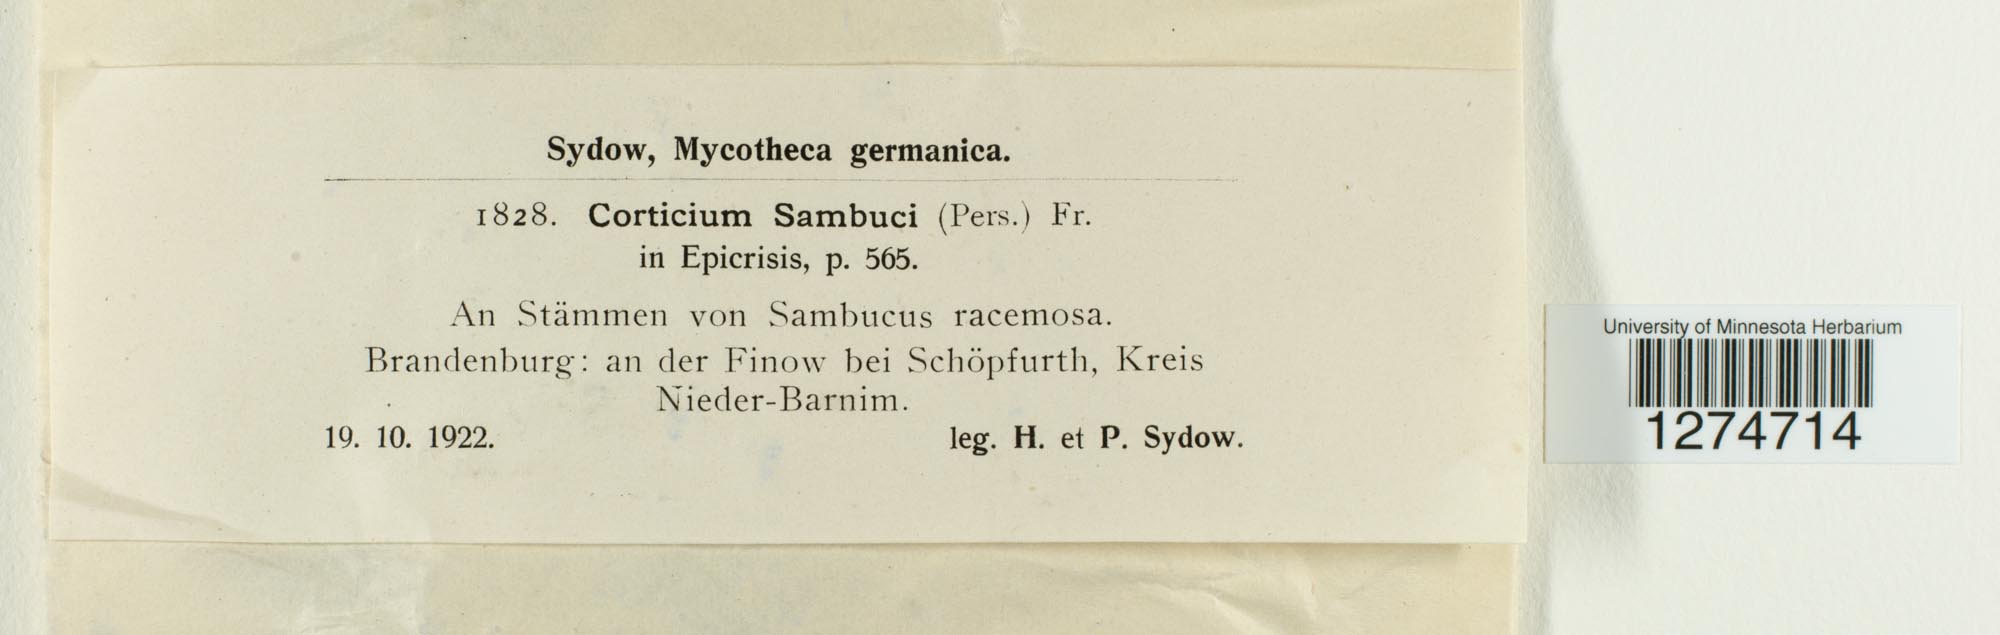 Sydow, Mycotheca germanica.
1828. Corticium Sambuci (Pers.) Fr.
in Epicrisis, p. 565.
An Stämmen von Sambucus racemosa.
Brandenburg: an der Finow bei Schöpfurth, Kreis
Nieder-Barnim.
19. 10. 1922. leg. H. et P. Sydow.
University of Minnesota Herbarium
1274714